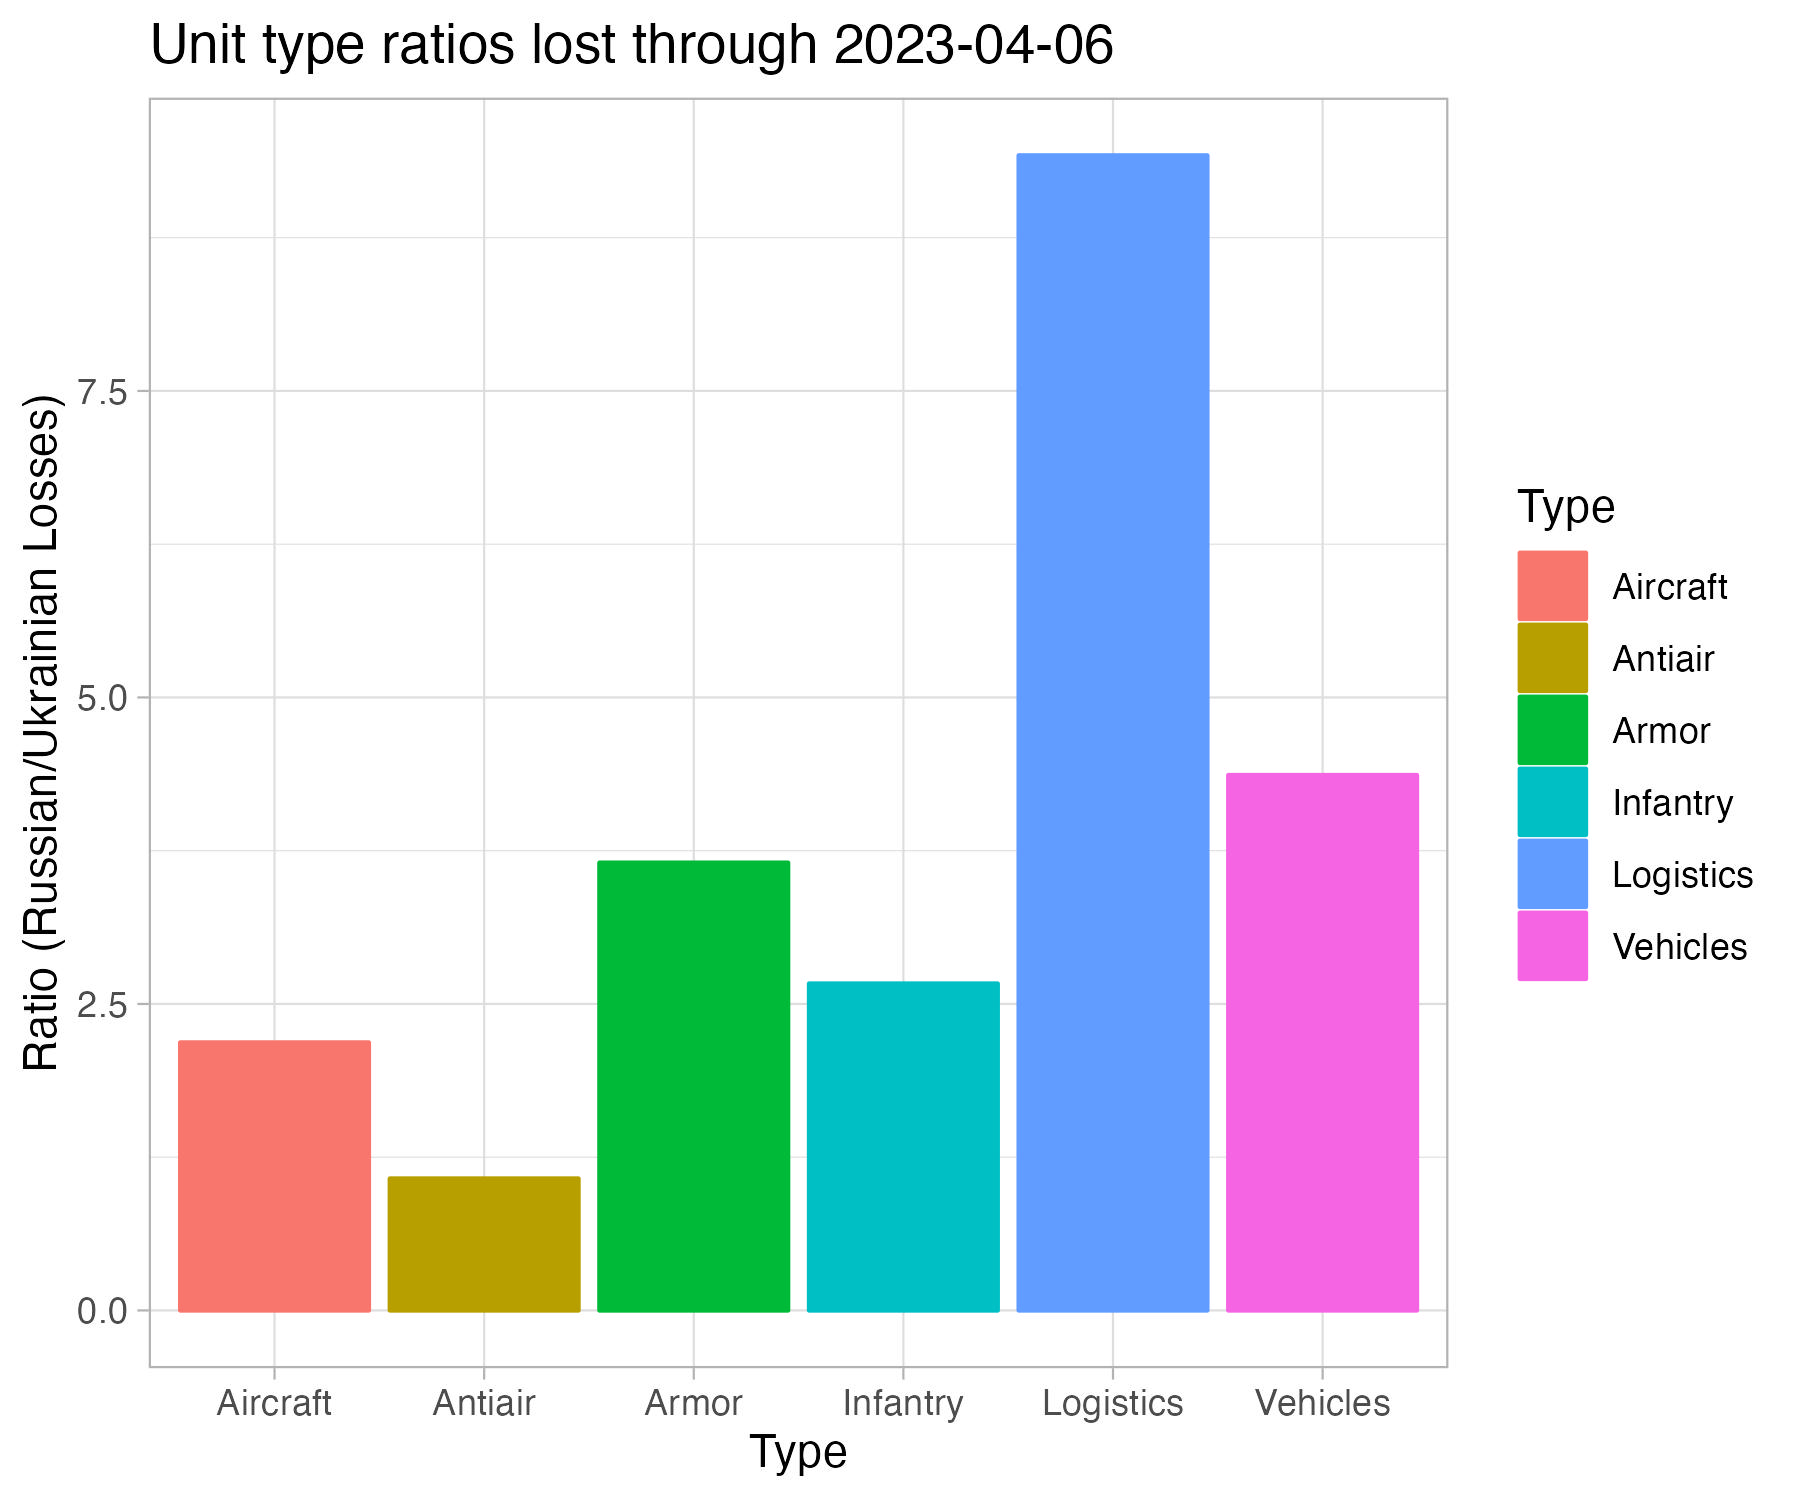 Unit type ratios lost through 2023-04-06
Ratio (Russian/Ukrainian Losses)
7.5
5.0
2.5
0.0
Aircraft
Antiair
Armor
Infantry
Logistics
Vehicles
Type
Type
Aircraft
Antiair
Armor
Infantry
Logistics
Vehicles